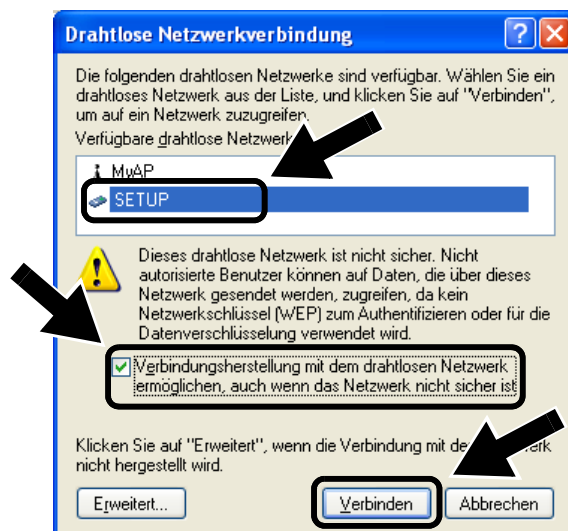 Drahtlose Netzwerkverbindung
Die folgenden drahtlosen Netzwerke sind verfügbar. Wählen Sie ein
drahtloses Netzwerk aus der Liste, und klicken Sie auf "Verbinden",
um auf ein Netzwerk zuzugreifen.
Verfügbare drahtlose Netzwerk
MyAP
SETUP
Dieses drahtlose Netzwerk ist nicht sicher. Nicht
autorisierte Benutzer können auf Daten, die über dieses
Netzwerk gesendet werden, zugreifen, da kein
Netzwerkschlüssel (WEP) zum Authentifizieren oder für die
Datenverschlüsselung verwendet wird.
Verbindungsherstellung mit dem drahtlosen Netzwerk
ermöglichen, auch wenn das Netzwerk nicht sicher ist
Klicken Sie auf "Erweitert", wenn die Verbindung mit de
nicht hergestellt wird.
Erweitert...
Verbinden
Abbrechen